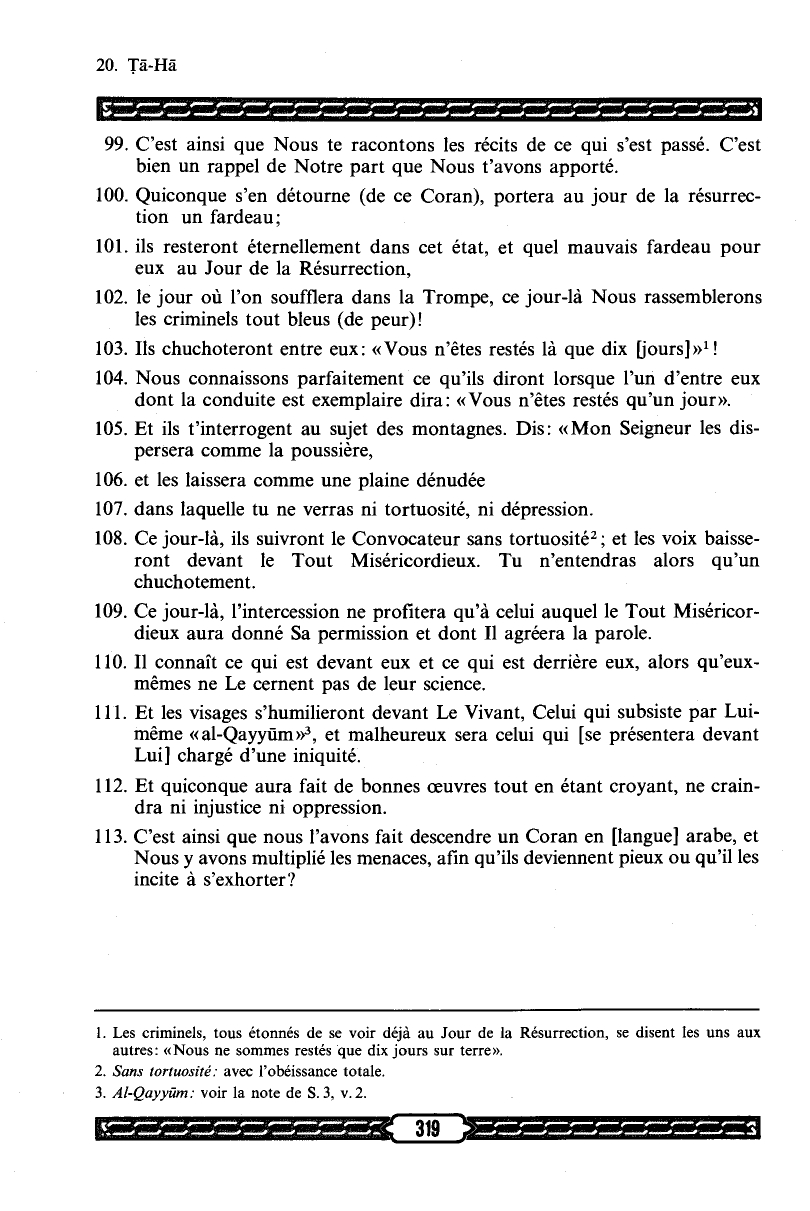 20. Ṭā-Hā
99. C'est ainsi que Nous te racontons les récits de ce qui s'est passé. C'est
bien un rappel de Notre part que Nous t'avons apporté.
100. Quiconque s'en détourne (de ce Coran), portera au jour de la résurrec-
tion un fardeau;
101. ils resteront éternellement dans cet état, et quel mauvais fardeau pour
eux au Jour de la Résurrection,
102. le jour où l'on soufflera dans la Trompe, ce jour-là Nous rassemblerons
les criminels tout bleus (de peur)!
103. Ils chuchoteront entre eux: «Vous n'êtes restés là que dix [jours]»¹!
104. Nous connaissons parfaitement ce qu'ils diront lorsque l'un d'entre eux
dont la conduite est exemplaire dira: «Vous n'êtes restés qu'un jour».
105. Et ils t'interrogent au sujet des montagnes. Dis: «Mon Seigneur les dis-
persera comme la poussière,
106. et les laissera comme une plaine dénudée
107. dans laquelle tu ne verras ni tortuosité, ni dépression.
108. Ce jour-là, ils suivront le Convocateur sans tortuosité²; et les voix baisse-
ront devant le Tout Miséricordieux. Tu n'entendras alors qu'un
chuchotement.
109. Ce jour-là, l'intercession ne profitera qu'à celui auquel le Tout Miséricor-
dieux aura donné Sa permission et dont Il agréera la parole.
110. Il connaît ce qui est devant eux et ce qui est derrière eux, alors qu'eux-
mêmes ne Le cernent pas de leur science.
111. Et les visages s'humilieront devant Le Vivant, Celui qui subsiste par Lui-
même «al-Qayyūm»³, et malheureux sera celui qui [se présentera devant
Lui] chargé d'une iniquité.
112. Et quiconque aura fait de bonnes œuvres tout en étant croyant, ne crain-
dra ni injustice ni oppression.
113. C'est ainsi que nous l'avons fait descendre un Coran en [langue] arabe, et
Nous y avons multiplié les menaces, afin qu'ils deviennent pieux ou qu'il les
incite à s'exhorter?
1. Les criminels, tous étonnés de se voir déjà au Jour de la Résurrection, se disent les uns aux
autres: «Nous ne sommes restés que dix jours sur terre».
2. Sans tortuosité: avec l'obéissance totale.
3. Al-Qayyūm: voir la note de S. 3, v. 2.
319